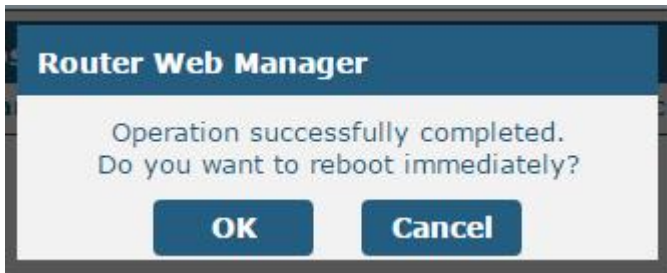 Router Web Manager
Operation successfully completed.
Do you want to reboot immediately?
OK Cancel